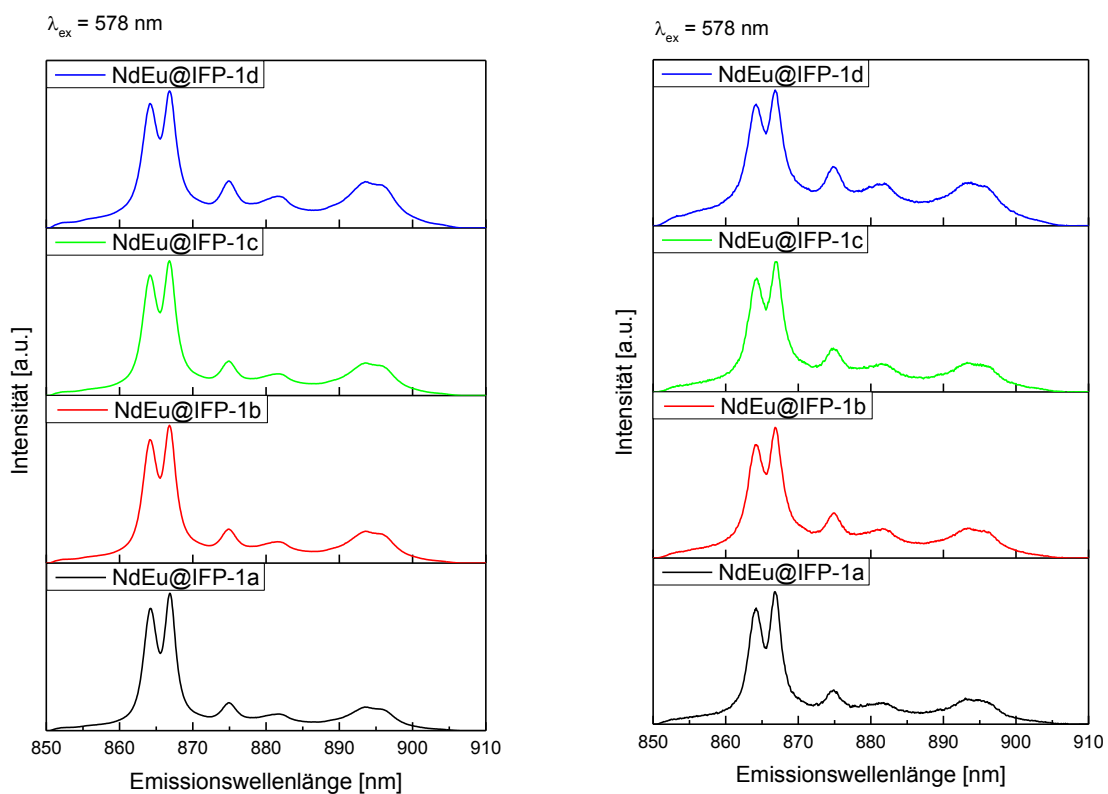 λex = 578 nm
NdEu@IFP-1d
NdEu@IFP-1c
NdEu@IFP-1b
NdEu@IFP-1a
Intensität [a.u.]
850 860 870 880 890 900 910
Emissionswellenlänge [nm]
λex = 578 nm
NdEu@IFP-1d
NdEu@IFP-1c
NdEu@IFP-1b
NdEu@IFP-1a
Intensität [a.u.]
850 860 870 880 890 900 910
Emissionswellenlänge [nm]